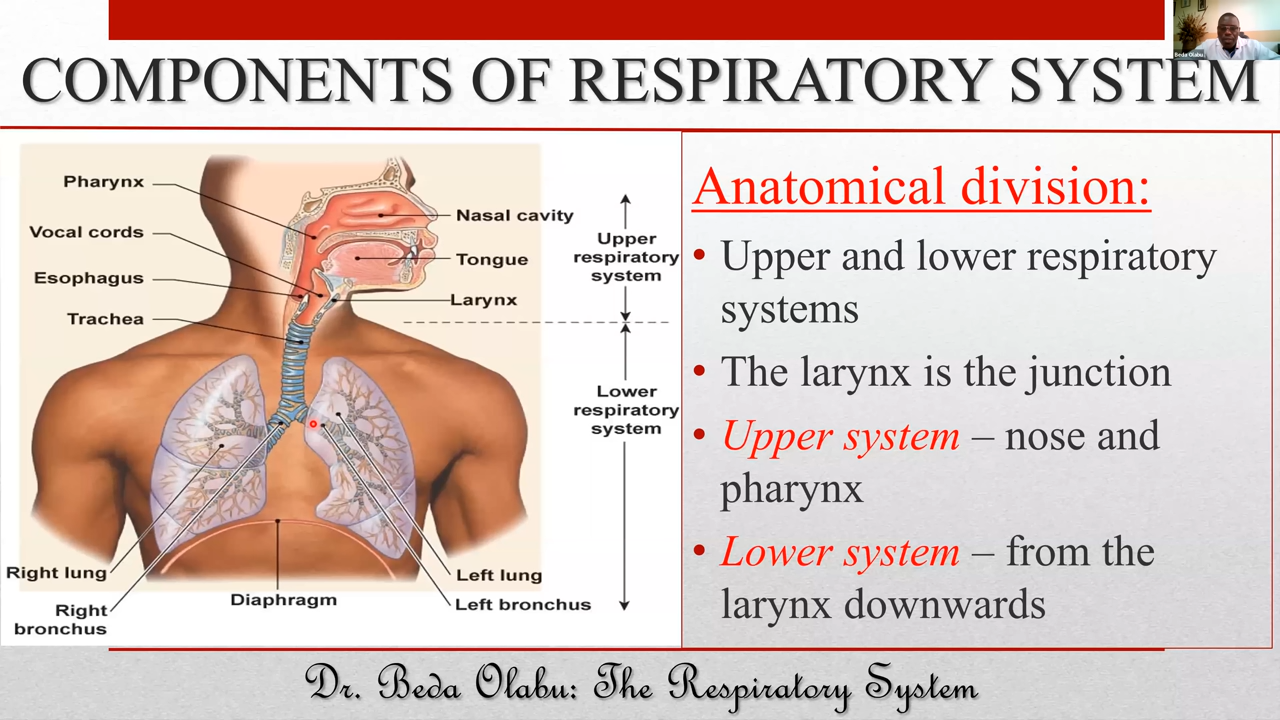 Beda Olabu
COMPONENTS OF RESPIRATORY SYSTEM
Pharynx
Vocal cords
Esophagus
Trachea
Nasal cavity
Tongue
Larynx
Upper
respiratory
system
Lower
respiratory
system
Right lung
Right
bronchus
Diaphragm
Left lung
Left bronchus
Anatomical division:
• Upper and lower respiratory
systems
• The larynx is the junction
• Upper system – nose and
pharynx
• Lower system – from the
larynx downwards
Dr. Beda Olabu: The Respiratory System